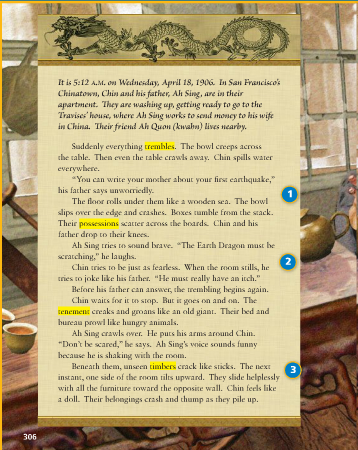 It is 5:12 A.M. on Wednesday, April 18, 1906. In San Francisco's
Chinatown, Chin and his father, Ah Sing, are in their
apartment. They are washing up, getting ready to go to the
Travises' house, where Ah Sing works to send money to his wife
in China. Their friend Ah Quon (kwahn) lives nearby.
Suddenly everything trembles. The bowl creeps across
the table. Then even the table crawls away. Chin spills water
everywhere.
"You can write your mother about your first earthquake,"
his father says unworriedly.
The floor rolls under them like a wooden sea. The bowl
slips over the edge and crashes. Boxes tumble from the stack.
Their possessions scatter across the boards. Chin and his
father drop to their knees.
Ah Sing tries to sound brave. "The Earth Dragon must be
scratching," he laughs.
Chin tries to be just as fearless. When the room stills, he
tries to joke like his father. "He must really have an itch."
Before his father can answer, the trembling begins again.
Chin waits for it to stop. But it goes on and on. The
tenement creaks and groans like an old giant. Their bed and
bureau prowl like hungry animals.
Ah Sing crawls over. He puts his arms around Chin.
"Don't be scared," he says. Ah Sing's voice sounds funny
because he is shaking with the room.
Beneath them, unseen timbers crack like sticks. The next
instant, one side of the room tilts upward. They slide helplessly
with all the furniture toward the opposite wall. Chin feels like
a doll. Their belongings crash and thump as they pile up.
1
2
3
306